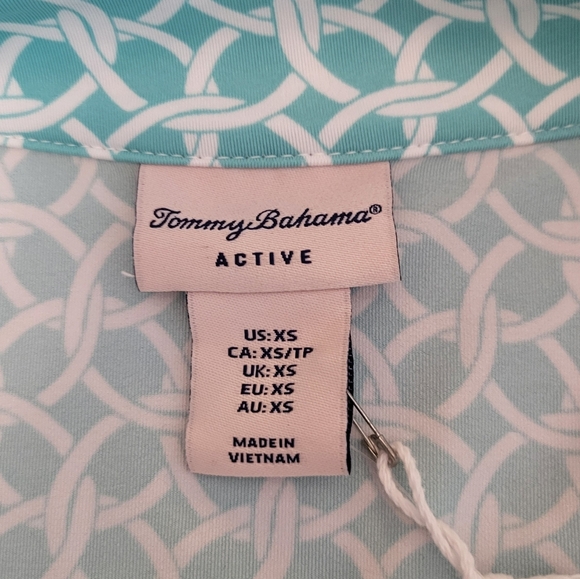 Tommy Bahama®
ACTIVE
US: XS
CA: XS/TP
UK: XS
EU: XS
AU: XS
MADE IN
VIETNAM